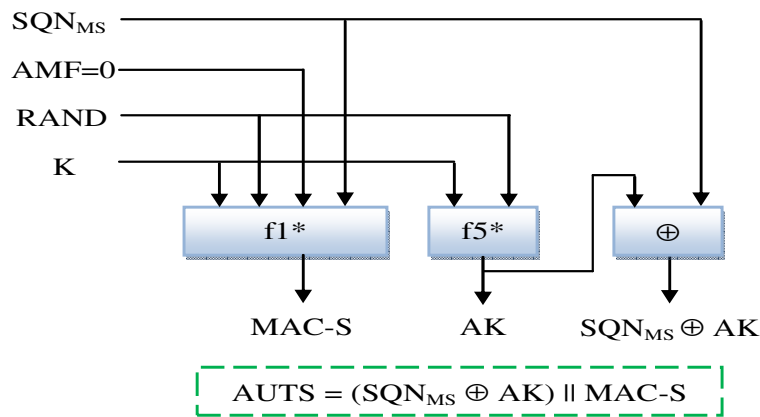 SQN_MS
AMF=0
RAND
K
f1*
f5*
⊕
MAC-S
AK
SQN_MS ⊕ AK
AUTS = (SQN_MS ⊕ AK) || MAC-S